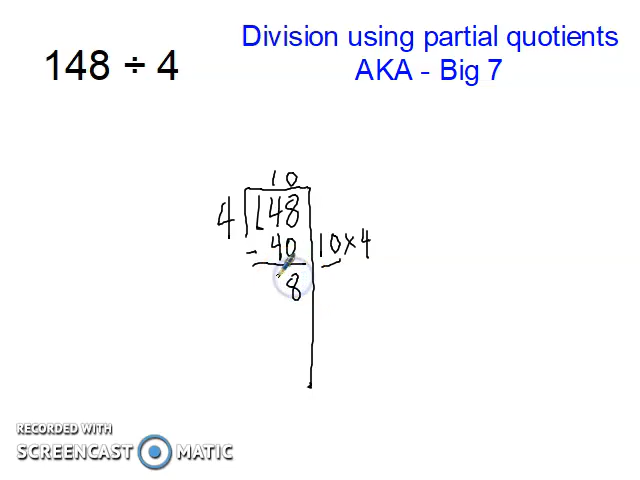 Division using partial quotients
148 ÷ 4
AKA - Big 7
10
4 148
- 40 10 x 4
8
RECORDED WITH
SCREENCAST MATIC